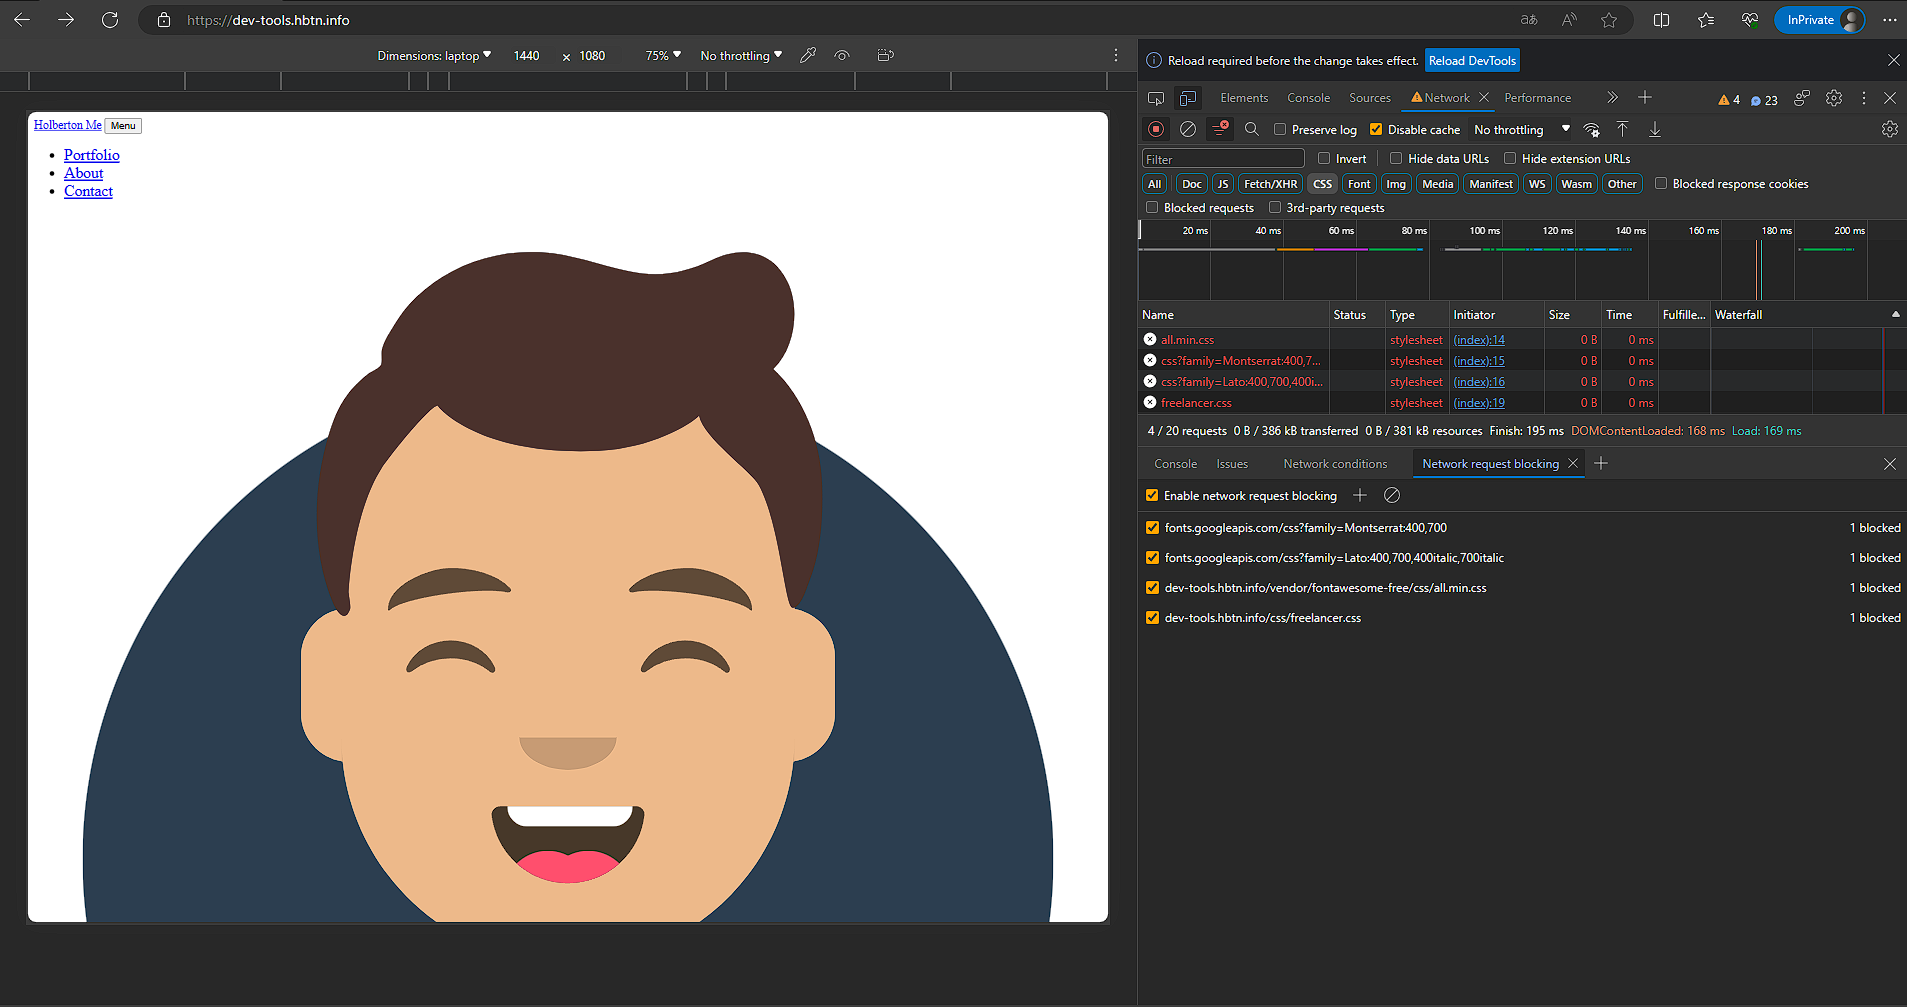 https://dev-tools.hbtn.info
aあ A InPrivate
Dimensions: laptop 1440 x 1080 75% No throttling
Reload required before the change takes effect. Reload DevTools
Elements Console Sources Network Performance 4 23
Preserve log Disable cache No throttling
Filter Invert Hide data URLs Hide extension URLs
All Doc JS Fetch/XHR CSS Font Img Media Manifest WS Wasm Other Blocked response cookies
Blocked requests 3rd-party requests
20 ms 40 ms 60 ms 80 ms 100 ms 120 ms 140 ms 160 ms 180 ms 200 ms
Name Status Type Initiator Size Time Fulfille... Waterfall
all.min.css stylesheet (index):14 0 B 0 ms
css?family=Montserrat:400,7... stylesheet (index):15 0 B 0 ms
css?family=Lato:400,700,400i... stylesheet (index):16 0 B 0 ms
freelancer.css stylesheet (index):19 0 B 0 ms
4 / 20 requests 0 B / 386 kB transferred 0 B / 381 kB resources Finish: 195 ms DOMContentLoaded: 168 ms Load: 169 ms
Console Issues Network conditions Network request blocking
Enable network request blocking
fonts.googleapis.com/css?family=Montserrat:400,700 1 blocked
fonts.googleapis.com/css?family=Lato:400,700,400italic,700italic 1 blocked
dev-tools.hbtn.info/vendor/fontawesome-free/css/all.min.css 1 blocked
dev-tools.hbtn.info/css/freelancer.css 1 blocked
Holberton Me Menu
Portfolio
About
Contact